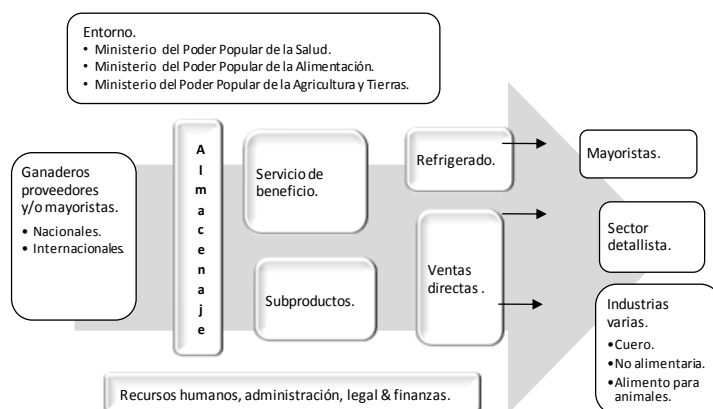 Entorno.
• Ministerio del Poder Popular de la Salud.
• Ministerio del Poder Popular de la Alimentación.
• Ministerio del Poder Popular de la Agricultura y Tierras.
Ganaderos
proveedores
y/o mayoristas.
• Nacionales.
• Internacionales.
Almacenaje
Servicio de
beneficio.
Subproductos.
Refrigerado.
Ventas
directas .
Mayoristas.
Sector
detallista.
Industrias
varias.
•Cuero.
•No alimentaria.
•Alimento para
animales.
Recursos humanos, administración, legal & finanzas.